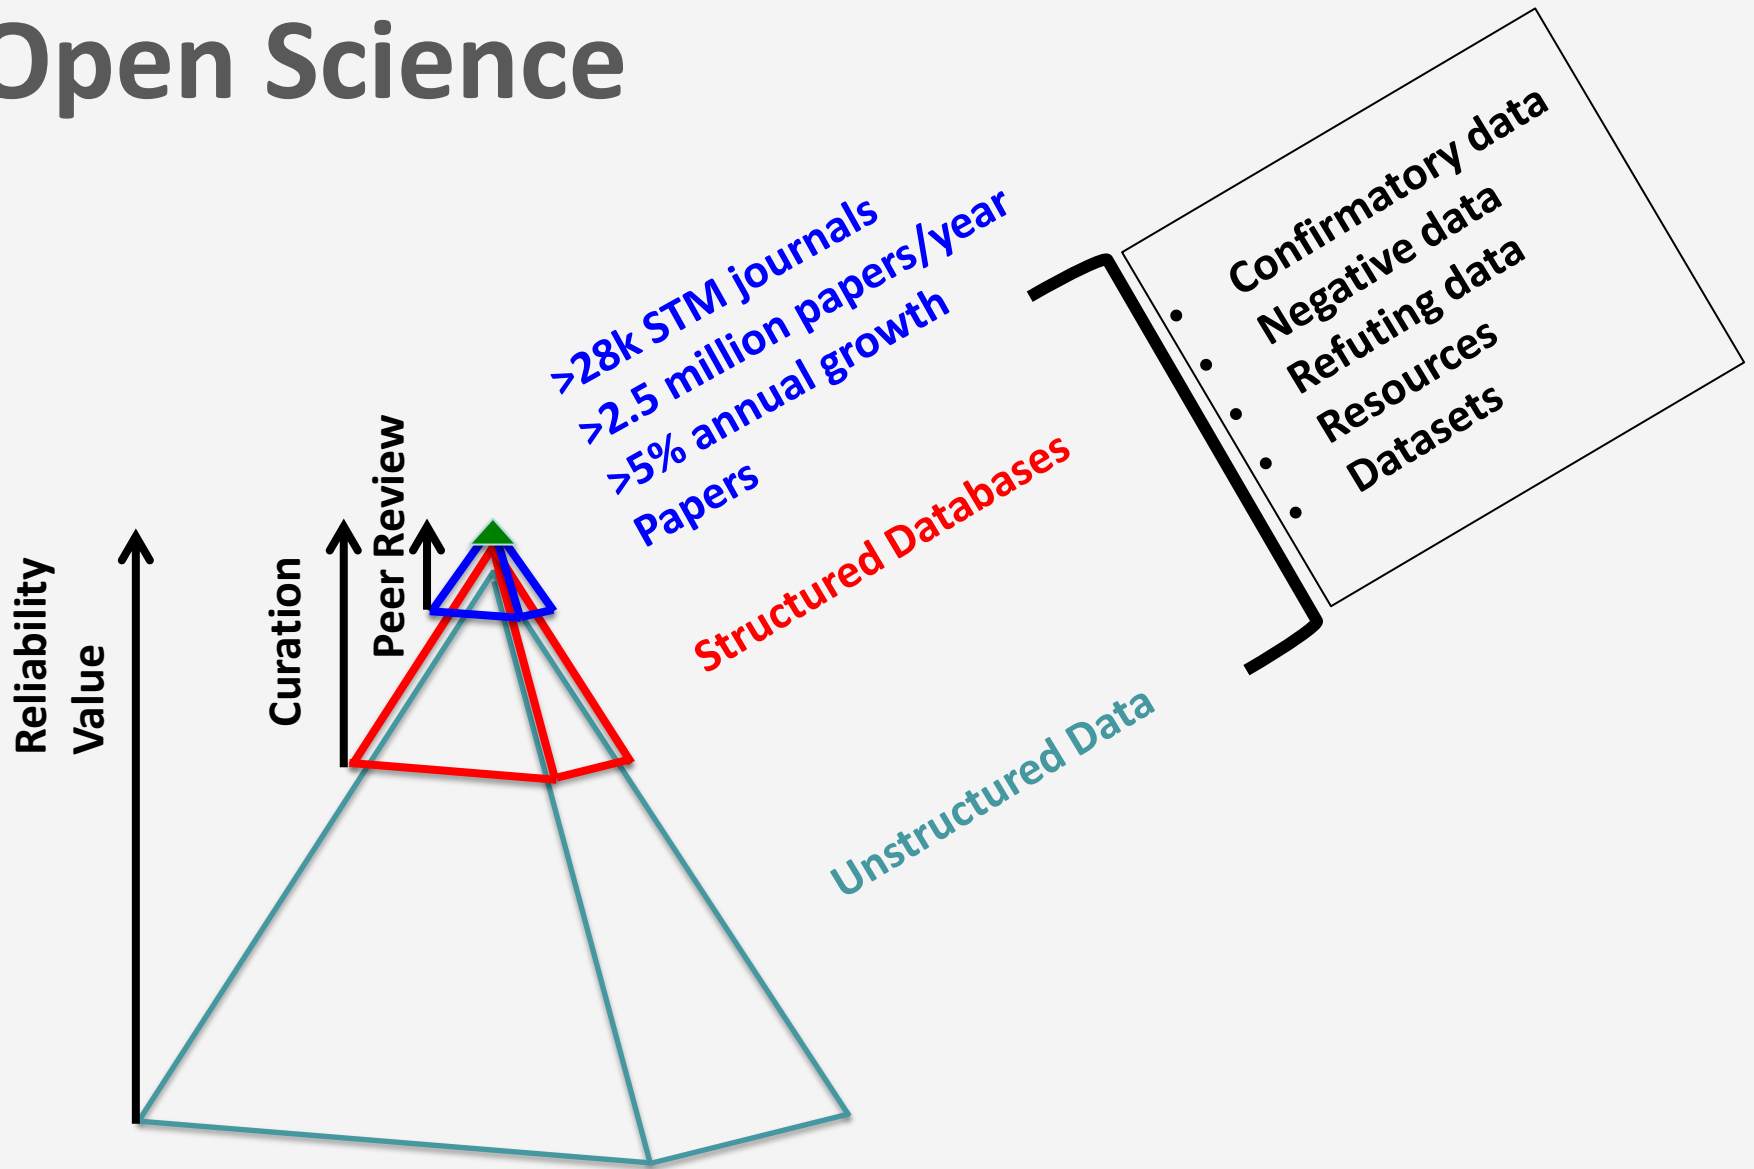 Open Science
>28k STM journals
>2.5 million papers/year
>5% annual growth
Papers
Structured Databases
Unstructured Data
• Confirmatory data
• Negative data
• Refuting data
• Resources
• Datasets
Reliability
Value
Curation
Peer Review